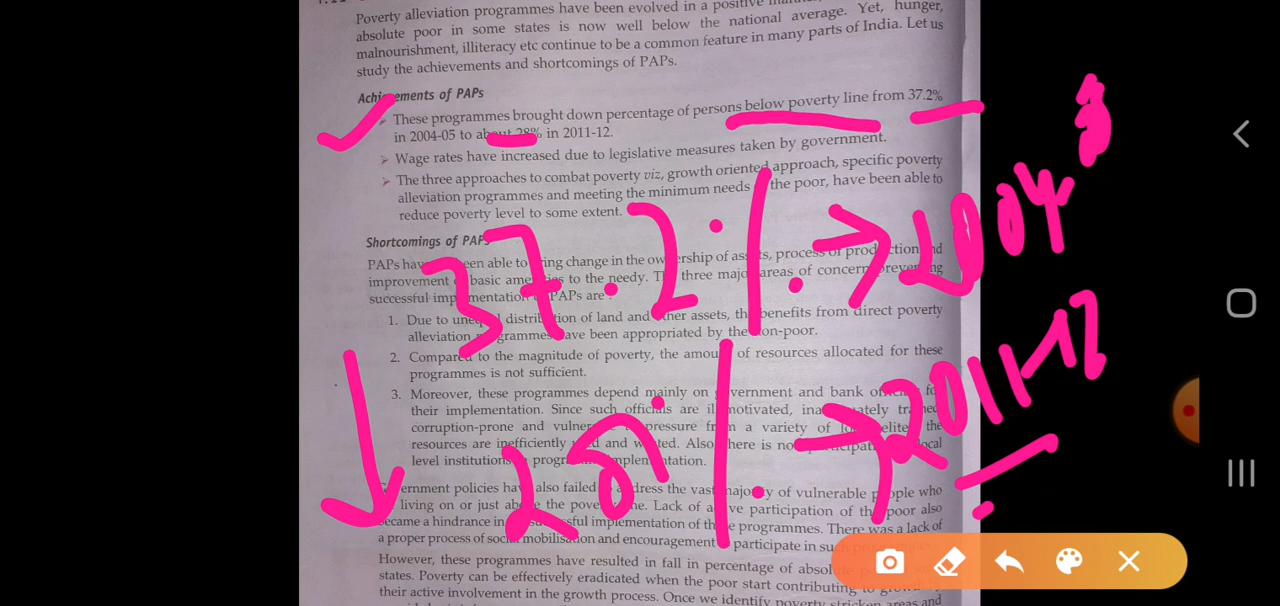 Poverty alleviation programmes have been evolved in a positive
absolute poor in some states is now well below the national average. Yet, hunger,
malnourishment, illiteracy etc continue to be a common feature in many parts of India. Let us
study the achievements and shortcomings of PAPs.
Achievements of PAPs
➢ These programmes brought down percentage of persons below poverty line from 37.2%
in 2004-05 to about 28% in 2011-12.
➢ Wage rates have increased due to legislative measures taken by government.
➢ The three approaches to combat poverty viz, growth oriented approach, specific poverty
alleviation programmes and meeting the minimum needs the poor, have been able to
reduce poverty level to some extent.
37.2% → 2004
Shortcomings of PAPs
PAPs have been able to bring change in the ownership of assets, process of production and
improvement basic amenities to the needy. The three major areas of concern preventing
successful implementation PAPs are
1. Due to unequal distribution of land and other assets, the benefits from direct poverty
alleviation programmes have been appropriated by the non-poor.
2. Compared to the magnitude of poverty, the amount of resources allocated for these
programmes is not sufficient.
28% → 2011-12
3. Moreover, these programmes depend mainly on government and bank officials for
their implementation. Since such officials are ill motivated, inadequately trained,
corruption-prone and vulnerable pressure from a variety of local elites, the
resources are inefficiently used and wasted. Also there is no participation local
level institutions programme implementation.
Government policies have also failed address the vast majority of vulnerable people who
living on or just above the poverty line. Lack of active participation of the poor also
became a hindrance in successful implementation of the programmes. There was a lack of
a proper process of social mobilisation and encouragement participate in such
However, these programmes have resulted in fall in percentage of absolute
states. Poverty can be effectively eradicated when the poor start contributing to
their active involvement in the growth process. Once we identify poverty stricken areas and